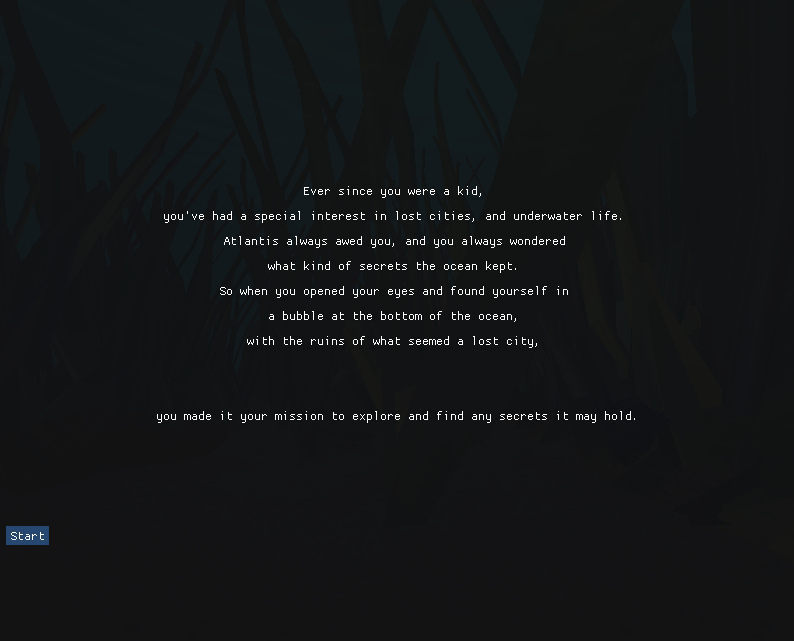 Ever since you were a kid,
you've had a special interest in lost cities, and underwater life.
Atlantis always awed you, and you always wondered
what kind of secrets the ocean kept.
So when you opened your eyes and found yourself in
a bubble at the bottom of the ocean,
with the ruins of what seemed a lost city,
you made it your mission to explore and find any secrets it may hold.
Start